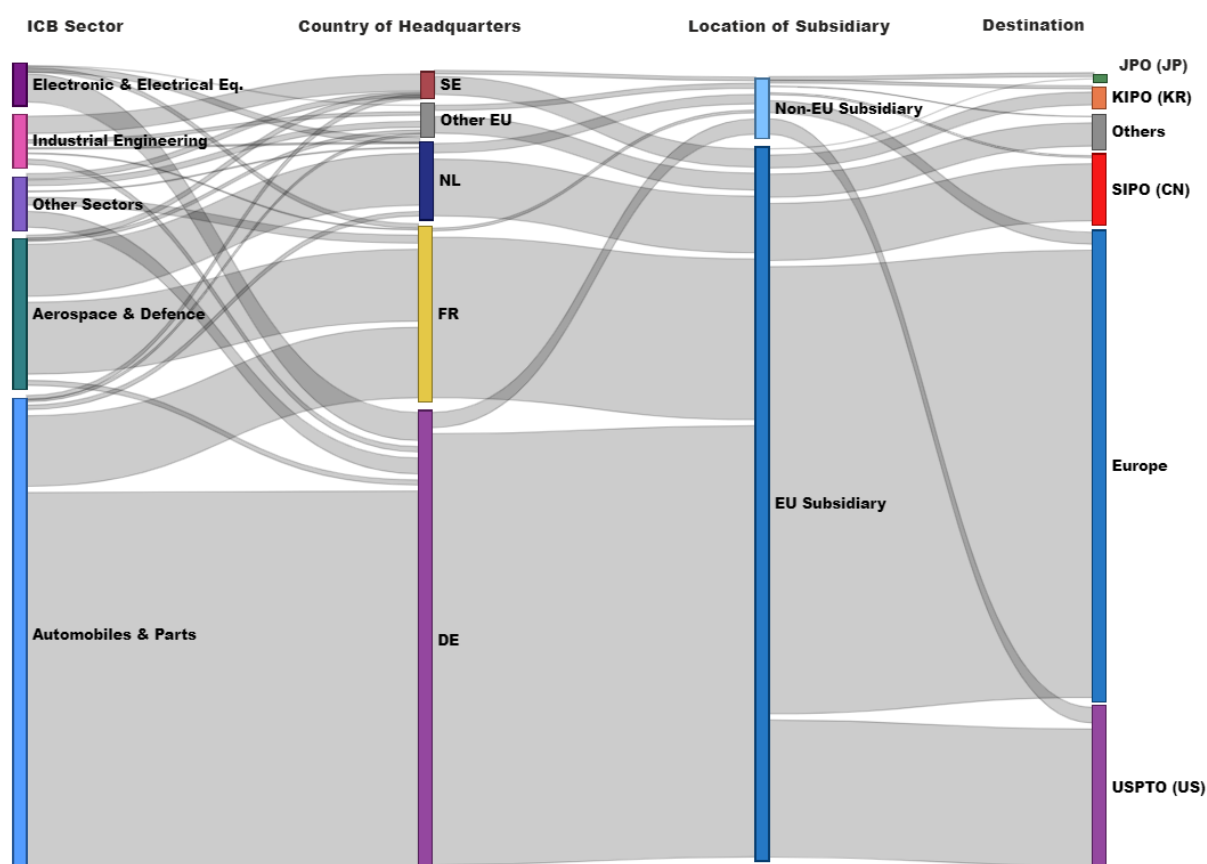 ICB Sector
Country of Headquarters
Location of Subsidiary
Destination
Electronic & Electrical Eq.
Industrial Engineering
Other Sectors
Aerospace & Defence
Automobiles & Parts
SE
Other EU
NL
FR
DE
Non-EU Subsidiary
EU Subsidiary
JPO (JP)
KIPO (KR)
Others
SIPO (CN)
Europe
USPTO (US)